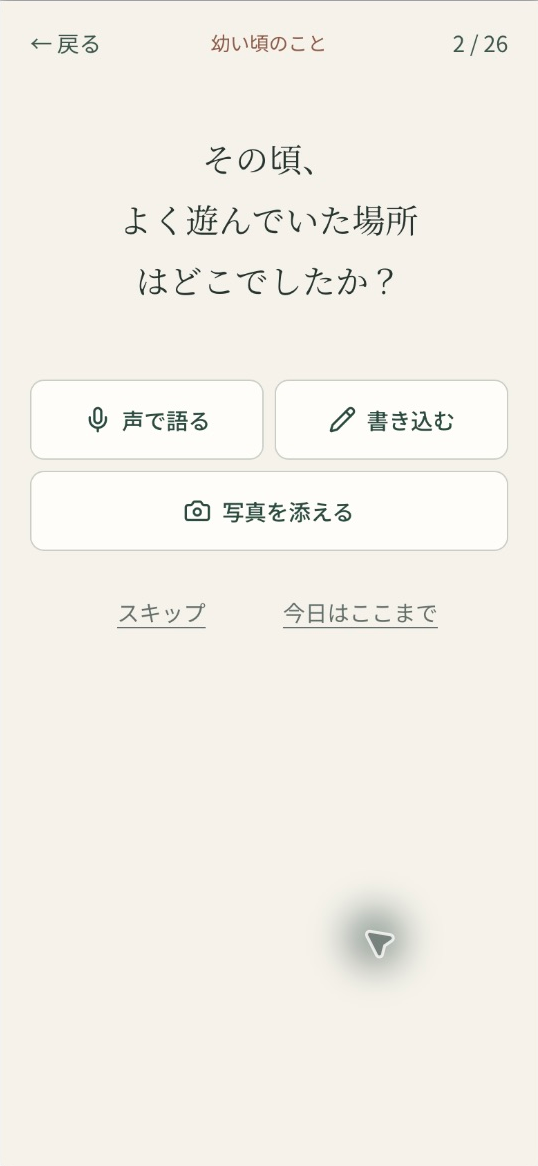 ← 戻る
幼い頃のこと
2 / 26
その頃、
よく遊んでいた場所
はどこでしたか？
声で語る
書き込む
写真を添える
スキップ
今日はここまで